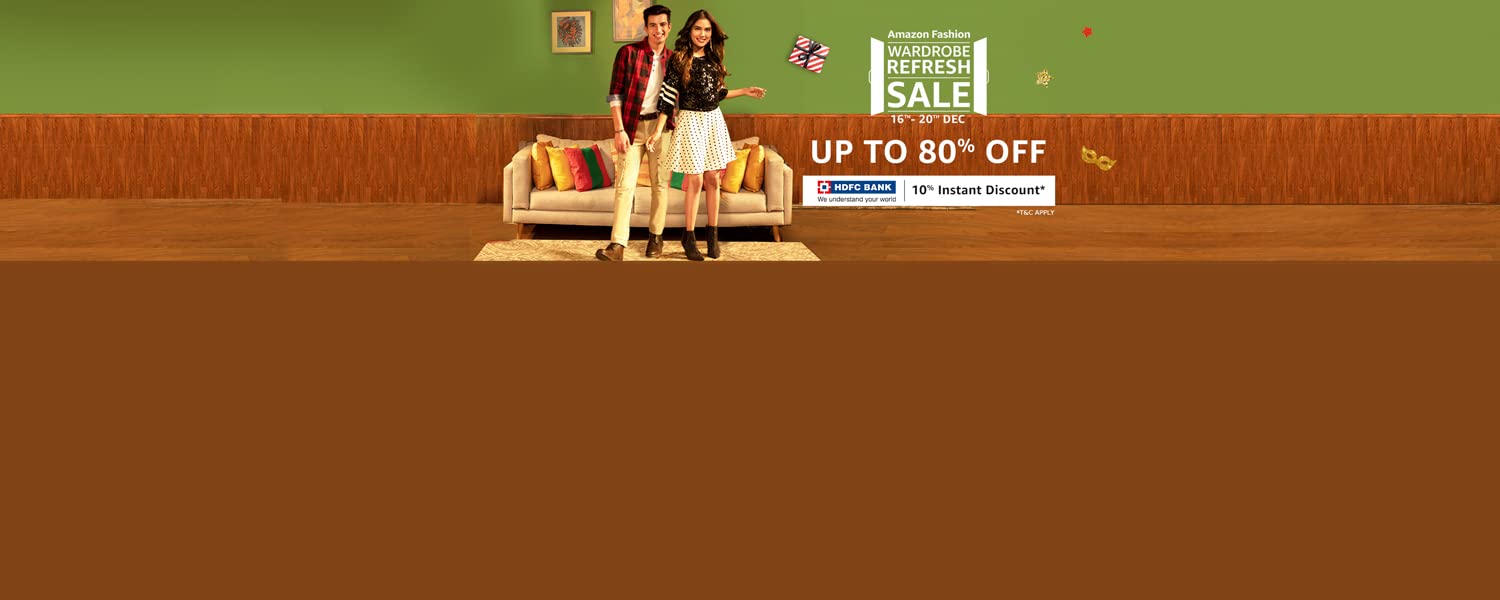 Amazon Fashion
WARDROBE
REFRESH
SALE
16TH- 20TH DEC
UP TO 80% OFF
HDFC BANK
We understand your world
10% Instant Discount*
*T&C APPLY